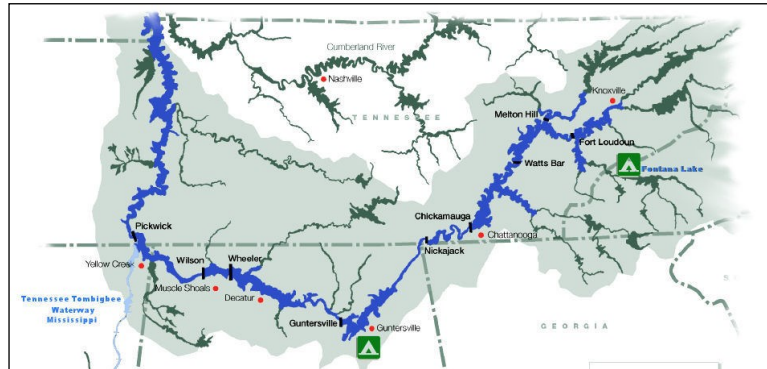 Cumberland River
Nashville
TENNESSEE
Knoxville
Melton Hill
Fort Loudoun
Watts Bar
Fontana Lake
Chickamauga
Chattanooga
Nickajack
Pickwick
Yellow Creek
Wilson
Wheeler
Muscle Shoals
Decatur
Tennessee Tombigbee
Waterway
Mississippi
Guntersville
Guntersville
GEORGIA